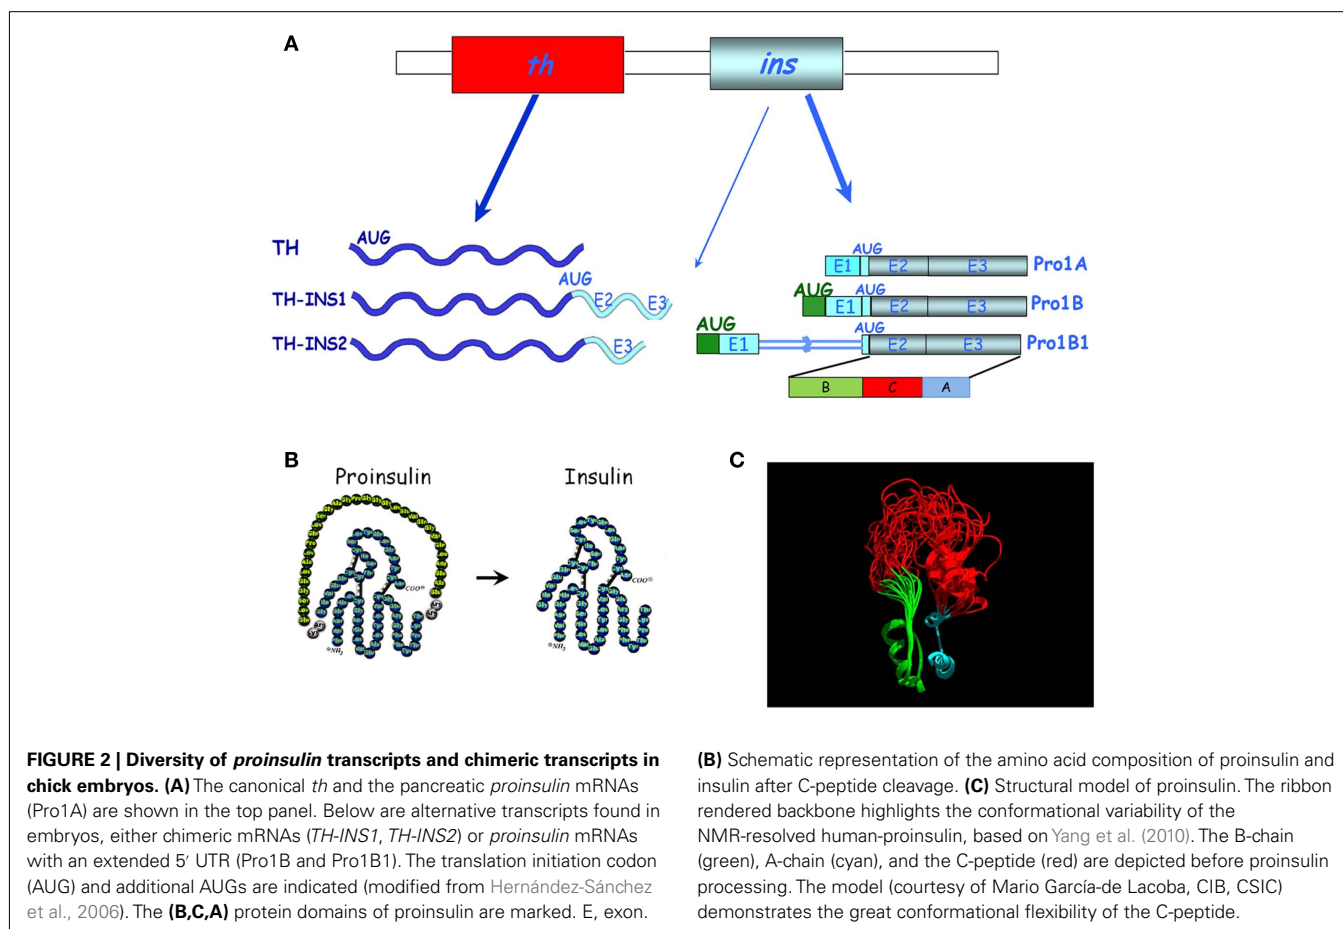 A
th
ins
TH
AUG
TH-INS1
AUG
E2
E3
TH-INS2
E3
AUG
E1
E2
E3
Pro1A
AUG
AUG
E1
E2
E3
Pro1B
AUG
AUG
E1
E2
E3
Pro1B1
B
C
A
B
Proinsulin
Insulin
COO⊖
⊕NH3
COO⊖
⊕NH3
C
FIGURE 2 | Diversity of proinsulin transcripts and chimeric transcripts in
chick embryos. (A) The canonical th and the pancreatic proinsulin mRNAs
(Pro1A) are shown in the top panel. Below are alternative transcripts found in
embryos, either chimeric mRNAs (TH-INS1, TH-INS2) or proinsulin mRNAs
with an extended 5′ UTR (Pro1B and Pro1B1). The translation initiation codon
(AUG) and additional AUGs are indicated (modified from Hernández-Sánchez
et al., 2006). The (B,C,A) protein domains of proinsulin are marked. E, exon.
(B) Schematic representation of the amino acid composition of proinsulin and
insulin after C-peptide cleavage. (C) Structural model of proinsulin. The ribbon
rendered backbone highlights the conformational variability of the
NMR-resolved human-proinsulin, based on Yang et al. (2010). The B-chain
(green), A-chain (cyan), and the C-peptide (red) are depicted before proinsulin
processing. The model (courtesy of Mario García-de Lacoba, CIB, CSIC)
demonstrates the great conformational flexibility of the C-peptide.